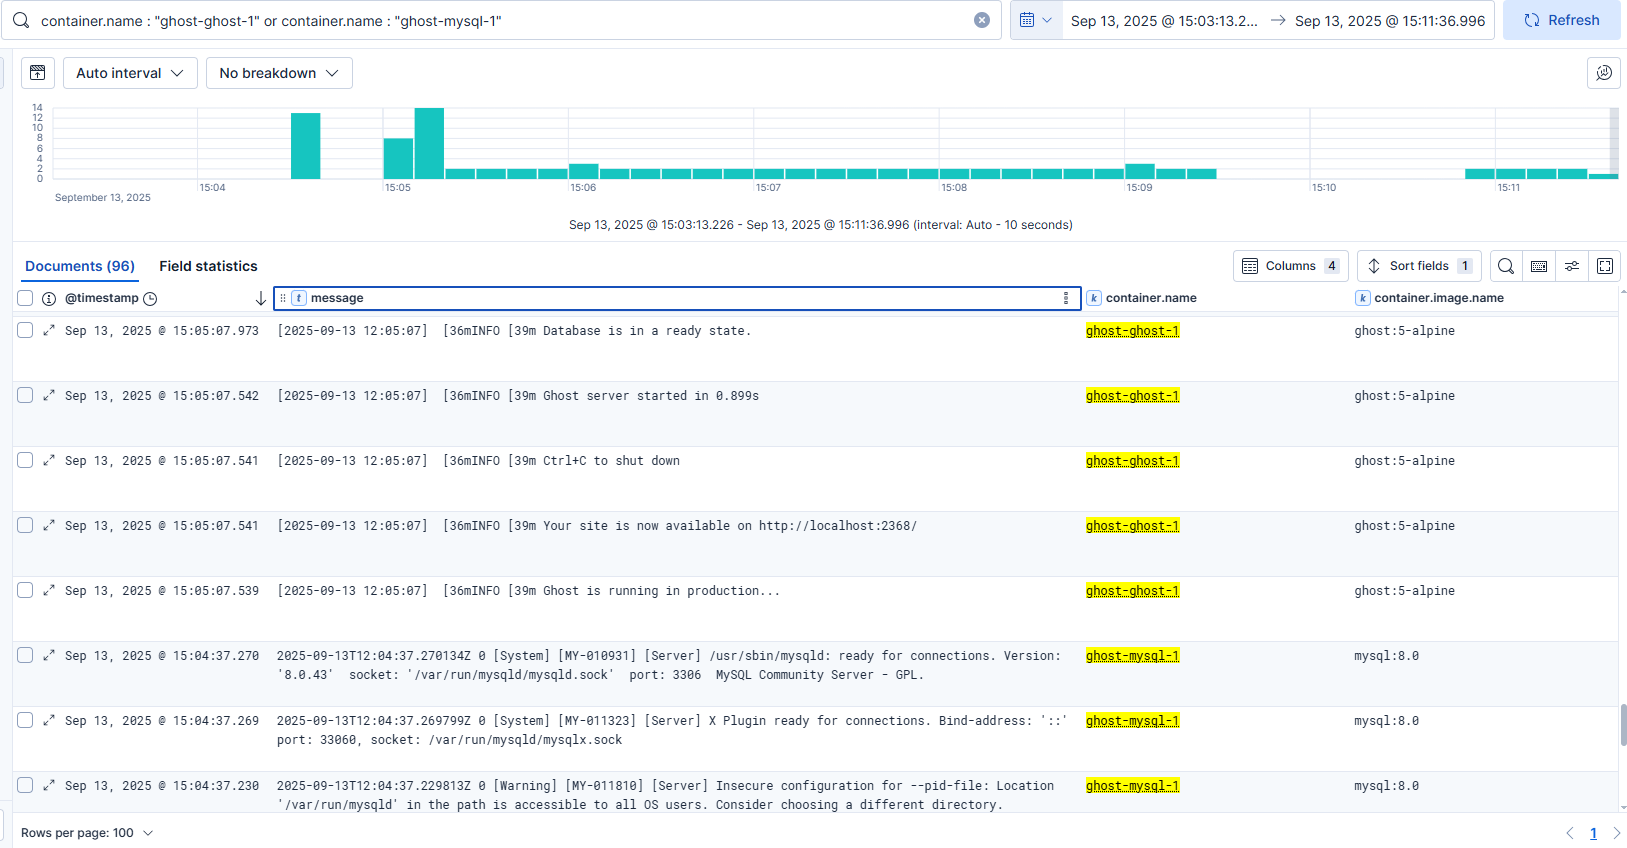 container.name : "ghost-ghost-1" or container.name : "ghost-mysql-1"
Sep 13, 2025 @ 15:03:13.2... → Sep 13, 2025 @ 15:11:36.996
Refresh
Auto interval
No breakdown
14
12
10
8
6
4
2
0
15:04 15:05 15:06 15:07 15:08 15:09 15:10 15:11
September 13, 2025
Sep 13, 2025 @ 15:03:13.226 - Sep 13, 2025 @ 15:11:36.996 (interval: Auto - 10 seconds)
Documents (96) Field statistics
Columns 4
Sort fields 1
@timestamp ↓ t message k container.name k container.image.name
Sep 13, 2025 @ 15:05:07.973 [2025-09-13 12:05:07] [36mINFO [39m Database is in a ready state. ghost-ghost-1 ghost:5-alpine
Sep 13, 2025 @ 15:05:07.542 [2025-09-13 12:05:07] [36mINFO [39m Ghost server started in 0.899s ghost-ghost-1 ghost:5-alpine
Sep 13, 2025 @ 15:05:07.541 [2025-09-13 12:05:07] [36mINFO [39m Ctrl+C to shut down ghost-ghost-1 ghost:5-alpine
Sep 13, 2025 @ 15:05:07.541 [2025-09-13 12:05:07] [36mINFO [39m Your site is now available on http://localhost:2368/ ghost-ghost-1 ghost:5-alpine
Sep 13, 2025 @ 15:05:07.539 [2025-09-13 12:05:07] [36mINFO [39m Ghost is running in production... ghost-ghost-1 ghost:5-alpine
Sep 13, 2025 @ 15:04:37.270 2025-09-13T12:04:37.270134Z 0 [System] [MY-010931] [Server] /usr/sbin/mysqld: ready for connections. Version: ghost-mysql-1 mysql:8.0
'8.0.43' socket: '/var/run/mysqld/mysqld.sock' port: 3306 MySQL Community Server - GPL.
Sep 13, 2025 @ 15:04:37.269 2025-09-13T12:04:37.269799Z 0 [System] [MY-011323] [Server] X Plugin ready for connections. Bind-address: '::' ghost-mysql-1 mysql:8.0
port: 33060, socket: /var/run/mysqld/mysqlx.sock
Sep 13, 2025 @ 15:04:37.230 2025-09-13T12:04:37.229813Z 0 [Warning] [MY-011810] [Server] Insecure configuration for --pid-file: Location ghost-mysql-1 mysql:8.0
'/var/run/mysqld' in the path is accessible to all OS users. Consider choosing a different directory.
Rows per page: 100
1